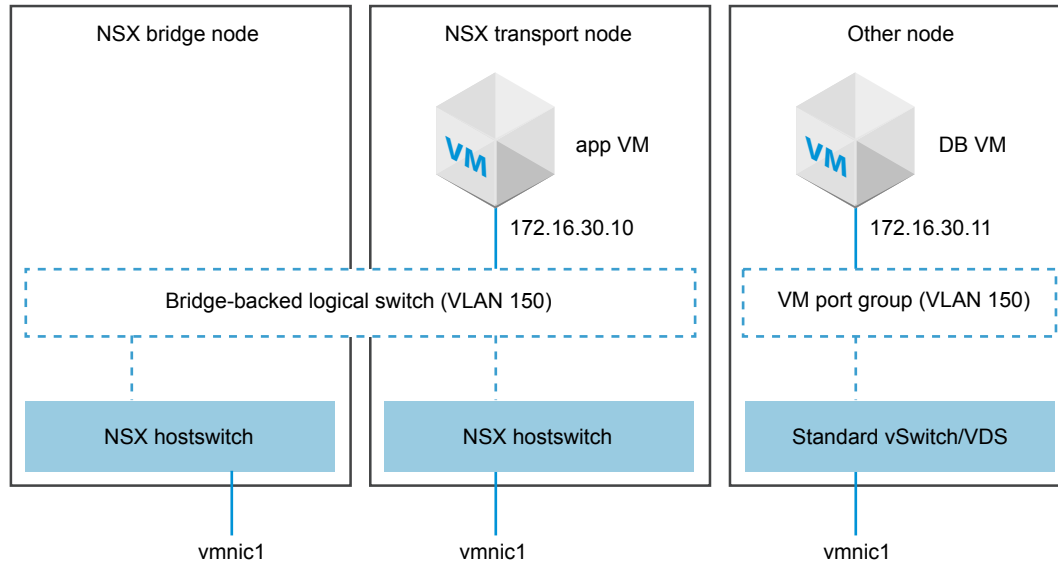 NSX bridge node
NSX transport node
Other node
VM
app VM
VM
DB VM
172.16.30.10
172.16.30.11
Bridge-backed logical switch (VLAN 150)
VM port group (VLAN 150)
NSX hostswitch
NSX hostswitch
Standard vSwitch/VDS
vmnic1
vmnic1
vmnic1